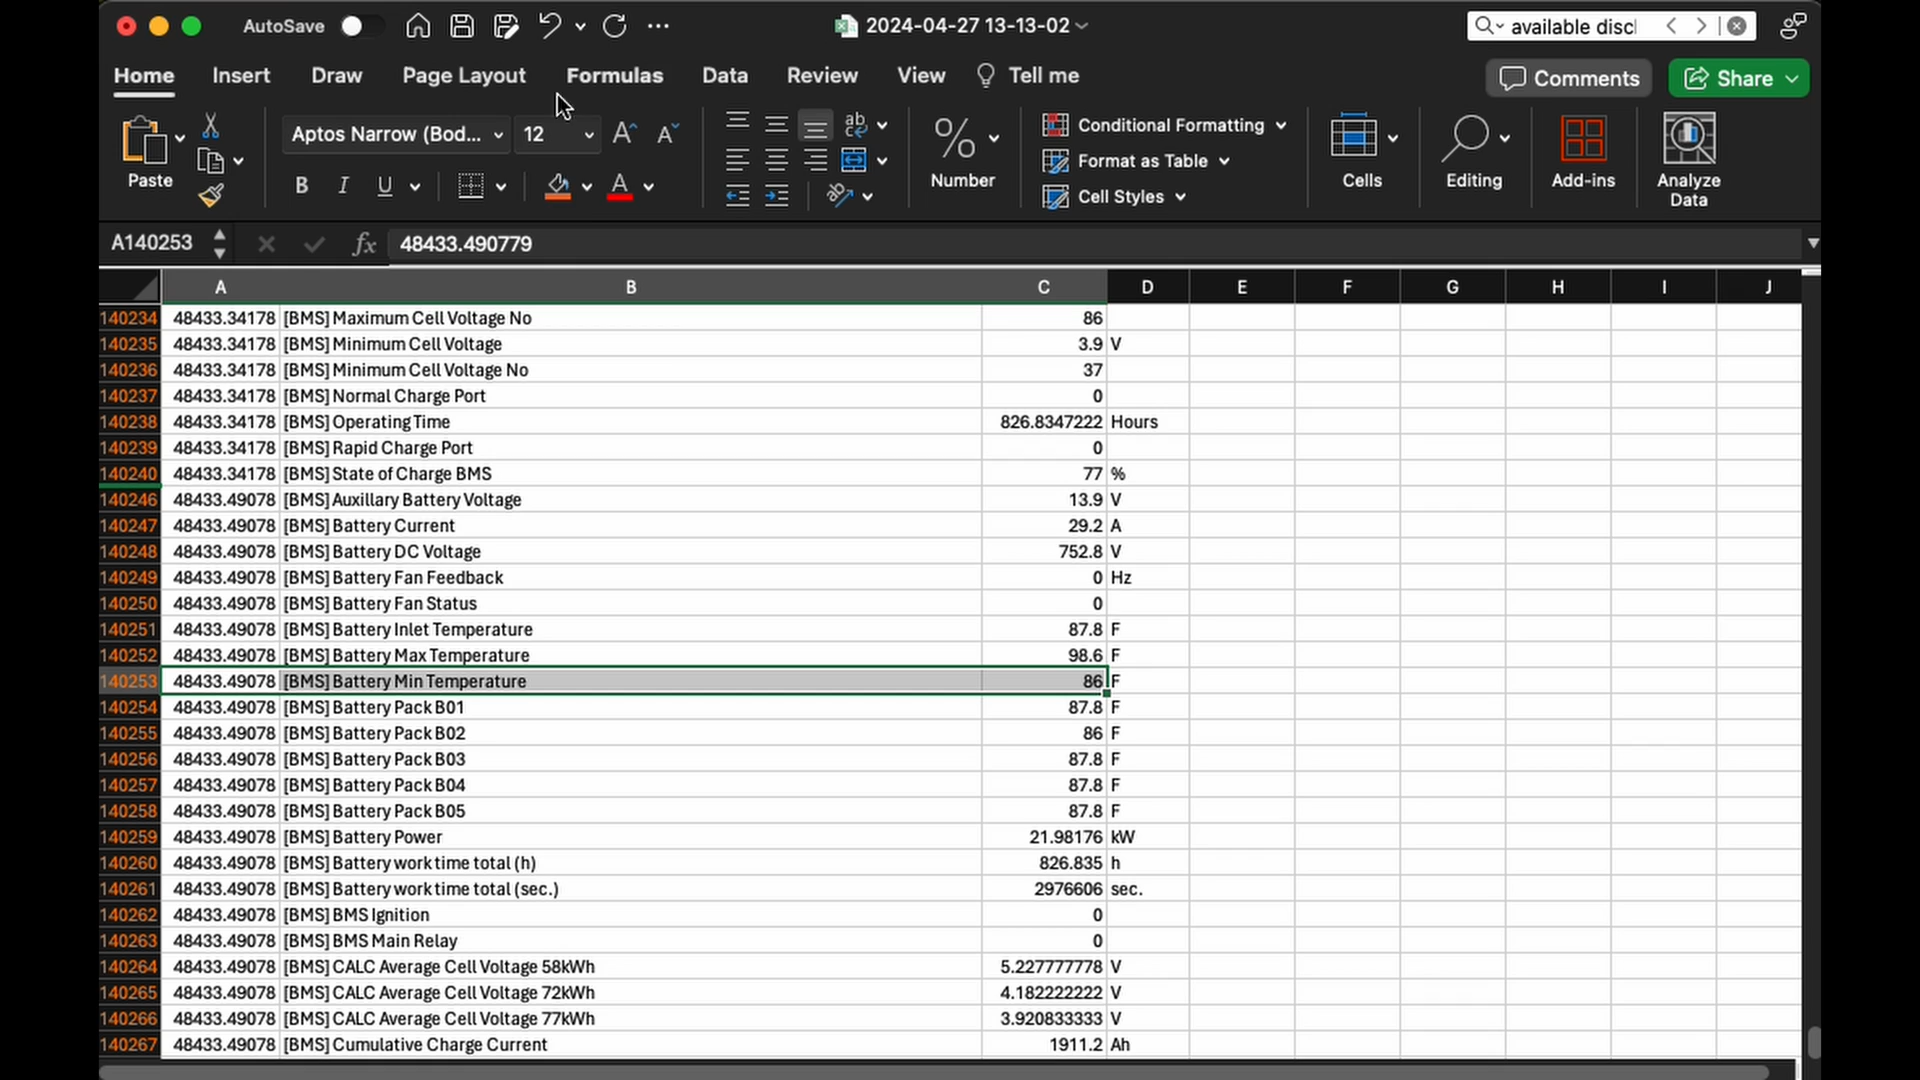 AutoSave
2024-04-27 13-13-02
available discl
Home Insert Draw Page Layout Formulas Data Review View Tell me
Comments Share
Paste
Aptos Narrow (Bod... 12
B I U
Number
Conditional Formatting
Format as Table
Cell Styles
Cells
Editing
Add-ins
Analyze Data
A140253 fx 48433.490779
A B C D E F G H I J
140234 48433.34178 [BMS] Maximum Cell Voltage No 86
140235 48433.34178 [BMS] Minimum Cell Voltage 3.9 V
140236 48433.34178 [BMS] Minimum Cell Voltage No 37
140237 48433.34178 [BMS] Normal Charge Port 0
140238 48433.34178 [BMS] Operating Time 826.8347222 Hours
140239 48433.34178 [BMS] Rapid Charge Port 0
140240 48433.34178 [BMS] State of Charge BMS 77 %
140246 48433.49078 [BMS] Auxillary Battery Voltage 13.9 V
140247 48433.49078 [BMS] Battery Current 29.2 A
140248 48433.49078 [BMS] Battery DC Voltage 752.8 V
140249 48433.49078 [BMS] Battery Fan Feedback 0 Hz
140250 48433.49078 [BMS] Battery Fan Status 0
140251 48433.49078 [BMS] Battery Inlet Temperature 87.8 F
140252 48433.49078 [BMS] Battery Max Temperature 98.6 F
140253 48433.49078 [BMS] Battery Min Temperature 86 F
140254 48433.49078 [BMS] Battery Pack B01 87.8 F
140255 48433.49078 [BMS] Battery Pack B02 86 F
140256 48433.49078 [BMS] Battery Pack B03 87.8 F
140257 48433.49078 [BMS] Battery Pack B04 87.8 F
140258 48433.49078 [BMS] Battery Pack B05 87.8 F
140259 48433.49078 [BMS] Battery Power 21.98176 kW
140260 48433.49078 [BMS] Battery work time total (h) 826.835 h
140261 48433.49078 [BMS] Battery work time total (sec.) 2976606 sec.
140262 48433.49078 [BMS] BMS Ignition 0
140263 48433.49078 [BMS] BMS Main Relay 0
140264 48433.49078 [BMS] CALC Average Cell Voltage 58kWh 5.227777778 V
140265 48433.49078 [BMS] CALC Average Cell Voltage 72kWh 4.182222222 V
140266 48433.49078 [BMS] CALC Average Cell Voltage 77kWh 3.920833333 V
140267 48433.49078 [BMS] Cumulative Charge Current 1911.2 Ah